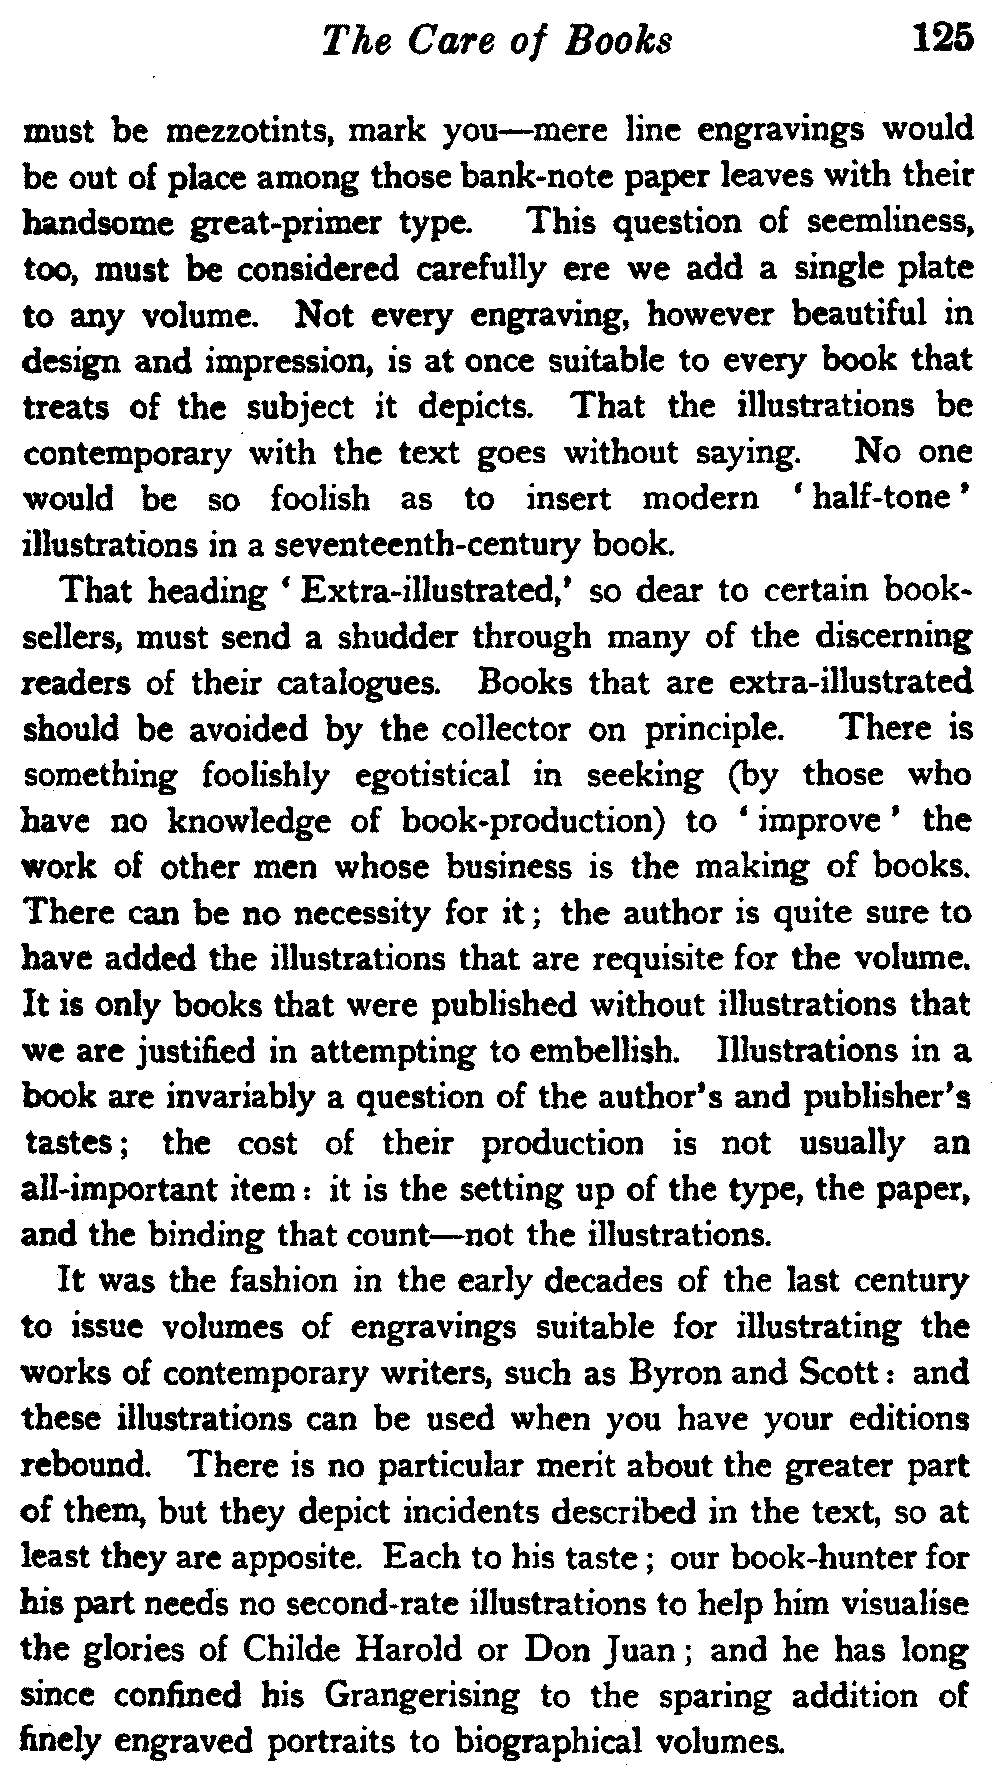 The Care of Books 125
must be mezzotints, mark you—mere line engravings would
be out of place among those bank-note paper leaves with their
handsome great-primer type. This question of seemliness,
too, must be considered carefully ere we add a single plate
to any volume. Not every engraving, however beautiful in
design and impression, is at once suitable to every book that
treats of the subject it depicts. That the illustrations be
contemporary with the text goes without saying. No one
would be so foolish as to insert modern ‘half-tone’
illustrations in a seventeenth-century book.
That heading ‘Extra-illustrated,’ so dear to certain book-
sellers, must send a shudder through many of the discerning
readers of their catalogues. Books that are extra-illustrated
should be avoided by the collector on principle. There is
something foolishly egotistical in seeking (by those who
have no knowledge of book-production) to ‘improve’ the
work of other men whose business is the making of books.
There can be no necessity for it; the author is quite sure to
have added the illustrations that are requisite for the volume.
It is only books that were published without illustrations that
we are justified in attempting to embellish. Illustrations in a
book are invariably a question of the author's and publisher's
tastes; the cost of their production is not usually an
all-important item: it is the setting up of the type, the paper,
and the binding that count—not the illustrations.
It was the fashion in the early decades of the last century
to issue volumes of engravings suitable for illustrating the
works of contemporary writers, such as Byron and Scott: and
these illustrations can be used when you have your editions
rebound. There is no particular merit about the greater part
of them, but they depict incidents described in the text, so at
least they are apposite. Each to his taste; our book-hunter for
his part needs no second-rate illustrations to help him visualise
the glories of Childe Harold or Don Juan; and he has long
since confined his Grangerising to the sparing addition of
finely engraved portraits to biographical volumes.